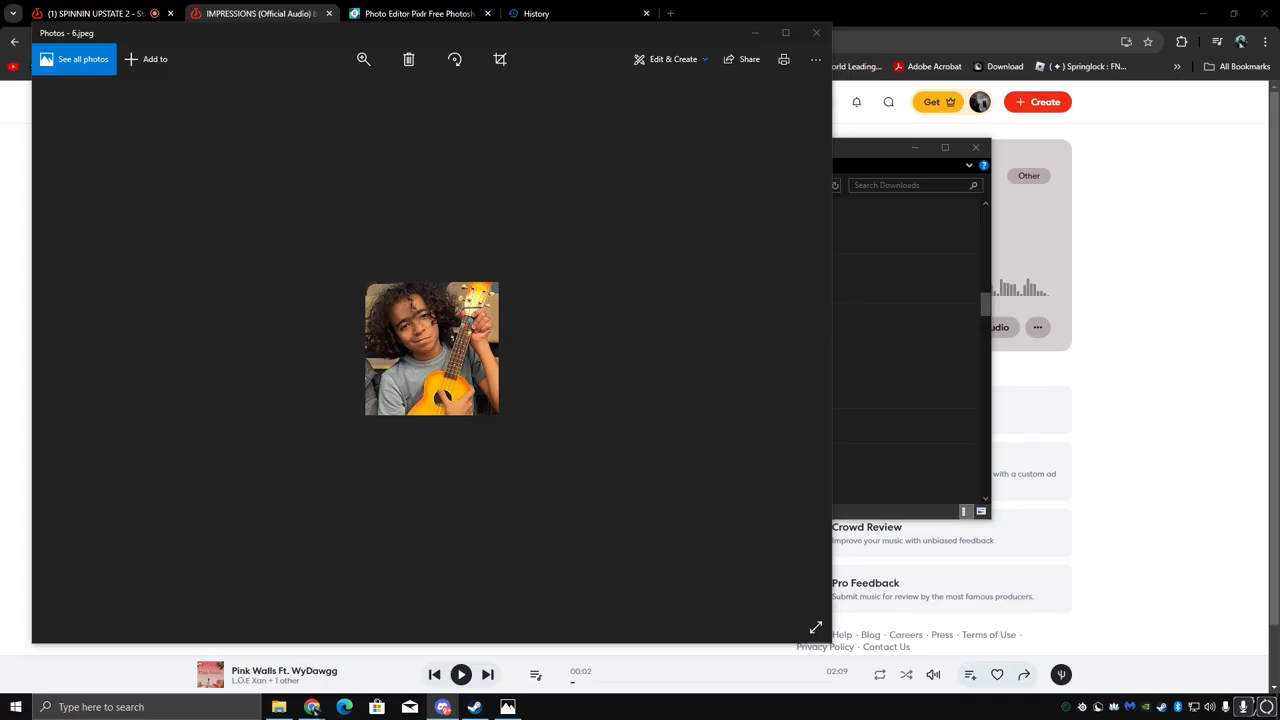 (1) SPINNIN UPSTATE 2 - S
IMPRESSIONS (Official Audio) b
Photo Editor Pixlr Free Photosh
History
Photos - 6.jpeg
See all photos
Add to
Edit & Create
Share
orld Leading...
Adobe Acrobat
Download
( ✦ ) Springlock : FN...
All Bookmarks
Get
Create
Search Downloads
Other
udio
with a custom ad
Crowd Review
Improve your music with unbiased feedback
Pro Feedback
Submit music for review by the most famous producers.
Help · Blog · Careers · Press · Terms of Use ·
Privacy Policy · Contact Us
Pink Walls Ft. WyDawgg
L.O.E Xan + 1 other
00:02
02:09
Type here to search